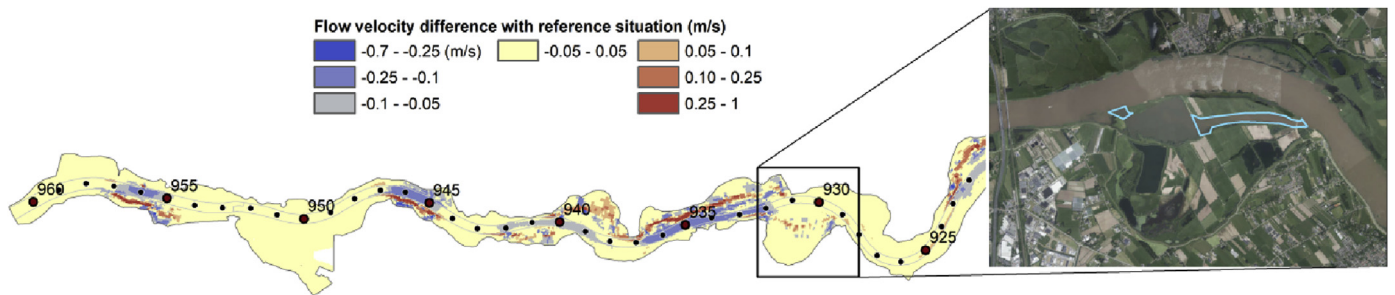 Flow velocity difference with reference situation (m/s)
-0.7 - -0.25 (m/s) -0.05 - 0.05 0.05 - 0.1
-0.25 - -0.1 0.10 - 0.25
-0.1 - -0.05 0.25 - 1
960 955 950 945 940 935 930 925